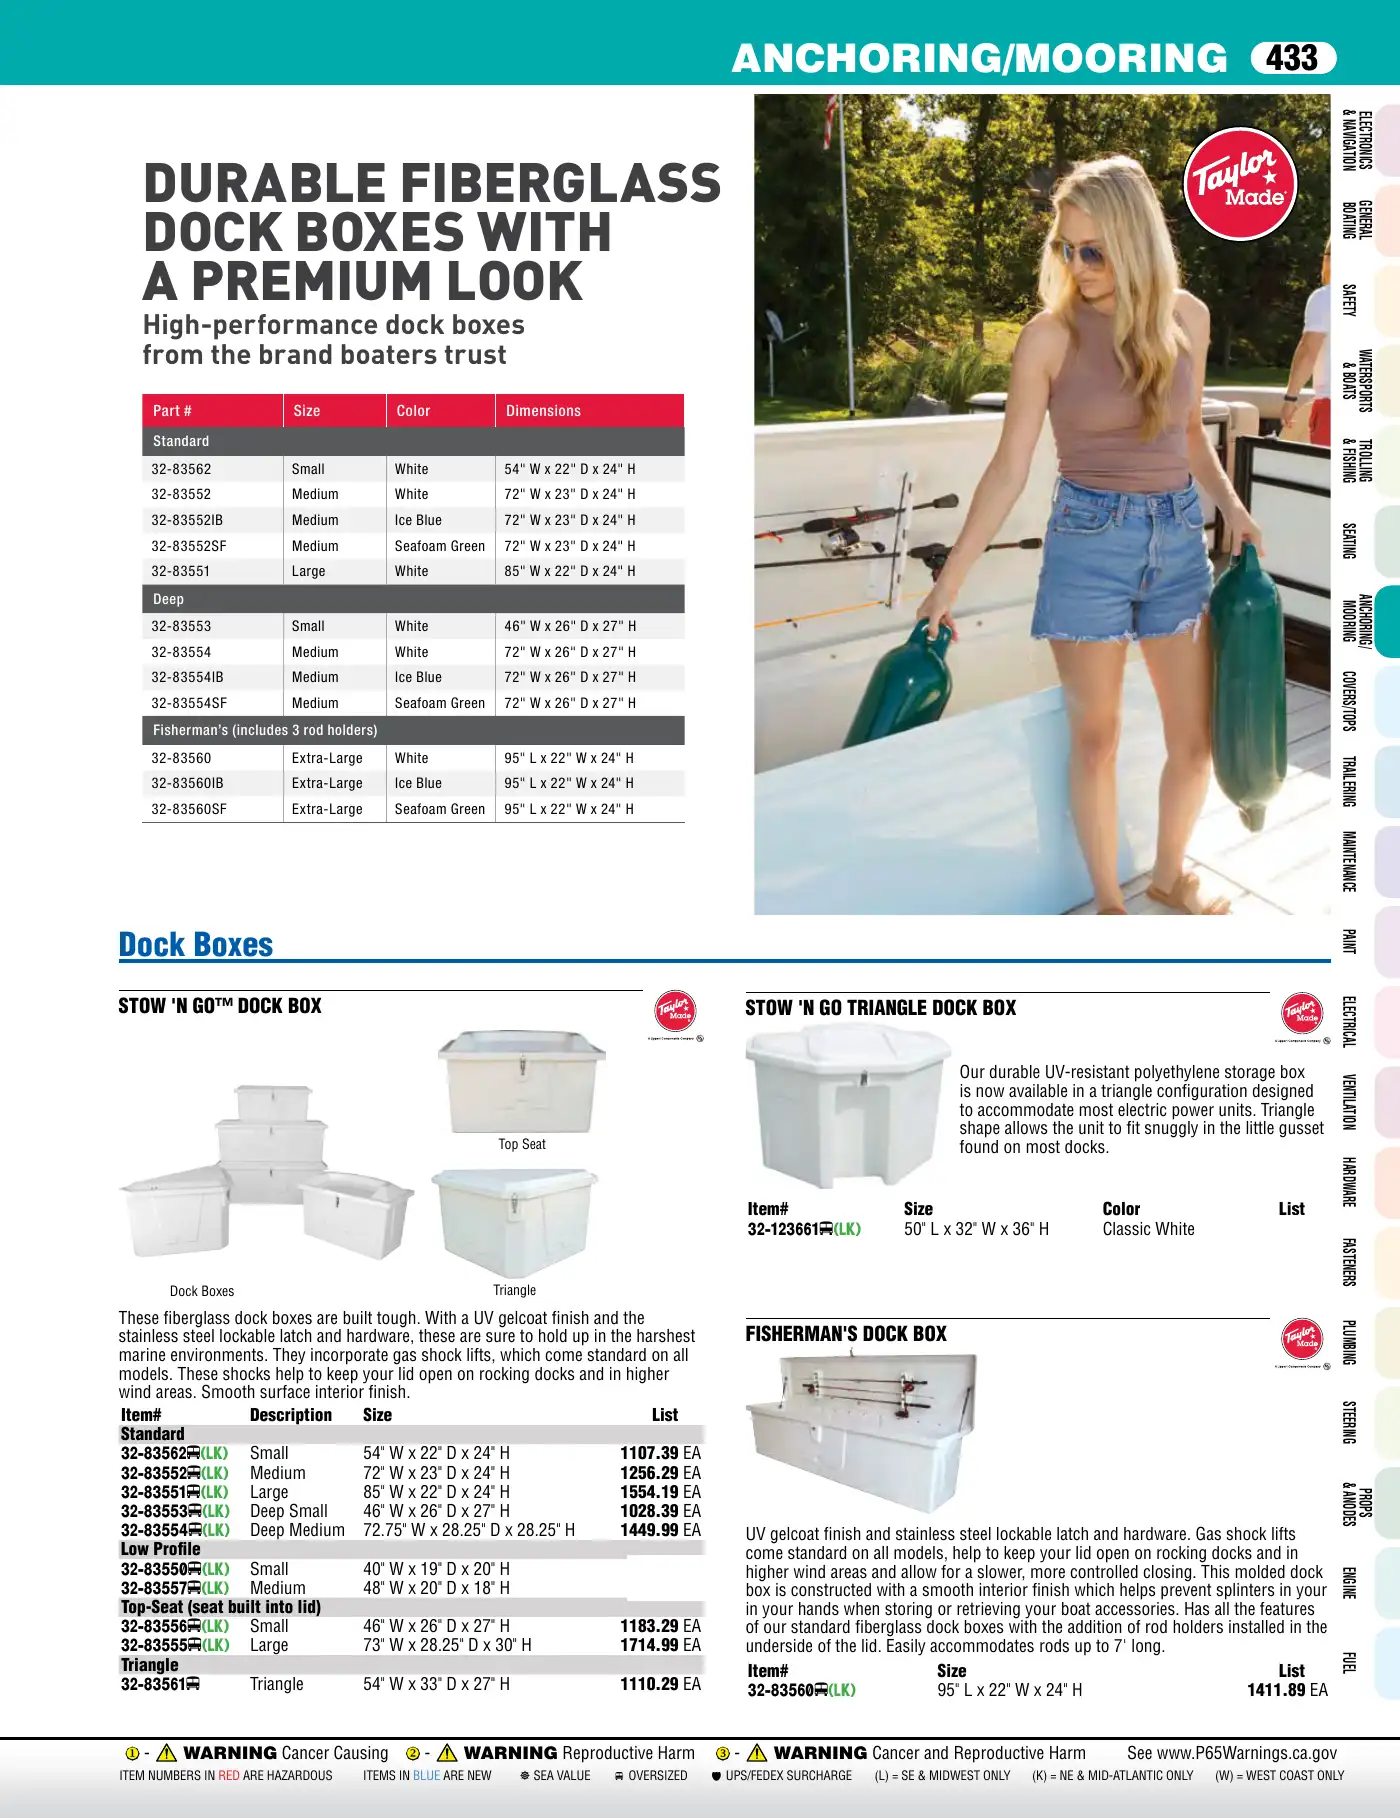 ANCHORING/MOORING 433
Taylor
Made
DURABLE FIBERGLASS
DOCK BOXES WITH
A PREMIUM LOOK
High-performance dock boxes
from the brand boaters trust
Part # Size Color Dimensions
Standard
32-83562 Small White 54" W x 22" D x 24" H
32-83552 Medium White 72" W x 23" D x 24" H
32-83552IB Medium Ice Blue 72" W x 23" D x 24" H
32-83552SF Medium Seafoam Green 72" W x 23" D x 24" H
32-83551 Large White 85" W x 22" D x 24" H
Deep
32-83553 Small White 46" W x 26" D x 27" H
32-83554 Medium White 72" W x 26" D x 27" H
32-83554IB Medium Ice Blue 72" W x 26" D x 27" H
32-83554SF Medium Seafoam Green 72" W x 26" D x 27" H
Fisherman's (includes 3 rod holders)
32-83560 Extra-Large White 95" L x 22" W x 24" H
32-83560IB Extra-Large Ice Blue 95" L x 22" W x 24" H
32-83560SF Extra-Large Seafoam Green 95" L x 22" W x 24" H
Dock Boxes
STOW 'N GO™ DOCK BOX
Taylor
Made
Top Seat
Dock Boxes
Triangle
These fiberglass dock boxes are built tough. With a UV gelcoat finish and the
stainless steel lockable latch and hardware, these are sure to hold up in the harshest
marine environments. They incorporate gas shock lifts, which come standard on all
models. These shocks help to keep your lid open on rocking docks and in higher
wind areas. Smooth surface interior finish.
Item# Description Size List
Standard
32-83562(LK) Small 54" W x 22" D x 24" H 1107.39 EA
32-83552(LK) Medium 72" W x 23" D x 24" H 1256.29 EA
32-83551(LK) Large 85" W x 22" D x 24" H 1554.19 EA
32-83553(LK) Deep Small 46" W x 26" D x 27" H 1028.39 EA
32-83554(LK) Deep Medium 72.75" W x 28.25" D x 28.25" H 1449.99 EA
Low Profile
32-83550(LK) Small 40" W x 19" D x 20" H
32-83557(LK) Medium 48" W x 20" D x 18" H
Top-Seat (seat built into lid)
32-83556(LK) Small 46" W x 26" D x 27" H 1183.29 EA
32-83555(LK) Large 73" W x 28.25" D x 30" H 1714.99 EA
Triangle
32-83561 Triangle 54" W x 33" D x 27" H 1110.29 EA
STOW 'N GO TRIANGLE DOCK BOX
Taylor
Made
Our durable UV-resistant polyethylene storage box
is now available in a triangle configuration designed
to accommodate most electric power units. Triangle
shape allows the unit to fit snuggly in the little gusset
found on most docks.
Item# Size Color List
32-123661(LK) 50" L x 32" W x 36" H Classic White
FISHERMAN'S DOCK BOX
Taylor
Made
UV gelcoat finish and stainless steel lockable latch and hardware. Gas shock lifts
come standard on all models, help to keep your lid open on rocking docks and in
higher wind areas and allow for a slower, more controlled closing. This molded dock
box is constructed with a smooth interior finish which helps prevent splinters in your
in your hands when storing or retrieving your boat accessories. Has all the features
of our standard fiberglass dock boxes with the addition of rod holders installed in the
underside of the lid. Easily accommodates rods up to 7' long.
Item# Size List
32-83560(LK) 95" L x 22" W x 24" H 1411.89 EA
ELECTRONICS
& NAVIGATION
GENERAL
BOATING
SAFETY
WATERSPORTS
& BOATS
TROLLING
& FISHING
SEATING
ANCHORING/
MOORING
COVERS/TOPS
TRAILERING
MAINTENANCE
PAINT
ELECTRICAL
VENTILATION
HARDWARE
FASTENERS
PLUMBING
STEERING
PROPS
& ANODES
ENGINE
FUEL
1 - WARNING Cancer Causing 2 - WARNING Reproductive Harm 3 - WARNING Cancer and Reproductive Harm See www.P65Warnings.ca.gov
ITEM NUMBERS IN RED ARE HAZARDOUS ITEMS IN BLUE ARE NEW SEA VALUE OVERSIZED UPS/FEDEX SURCHARGE (L) = SE & MIDWEST ONLY (K) = NE & MID-ATLANTIC ONLY (W) = WEST COAST ONLY